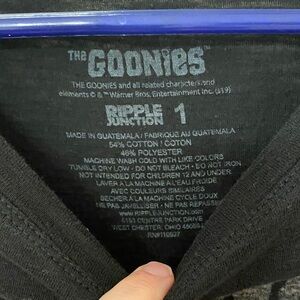 THE GOONIES™
THE GOONIES and all related characters and
elements © & ™ Warner Bros. Entertainment Inc. (s19)
RIPPLE JUNCTION 1
MADE IN GUATEMALA / FABRIQUE AU GUATEMALA
54% COTTON / COTON
46% POLYESTER
MACHINE WASH COLD WITH LIKE COLORS
TUMBLE DRY LOW - DO NOT BLEACH - DO NOT IRON
NOT INTENDED FOR CHILDREN 12 AND UNDER
LAVER A LA MACHINE A L'EAU FROIDE
AVEC COULEURS SIMILAIRES
SECHER A LA MACHINE CYCLE DOUX
NE PAS JAVELLISER - NE PAS REPASSER
WWW.RIPPLEJUNCTION.COM
CENTRE PARK DRIVE
WEST CHESTER, OHIO